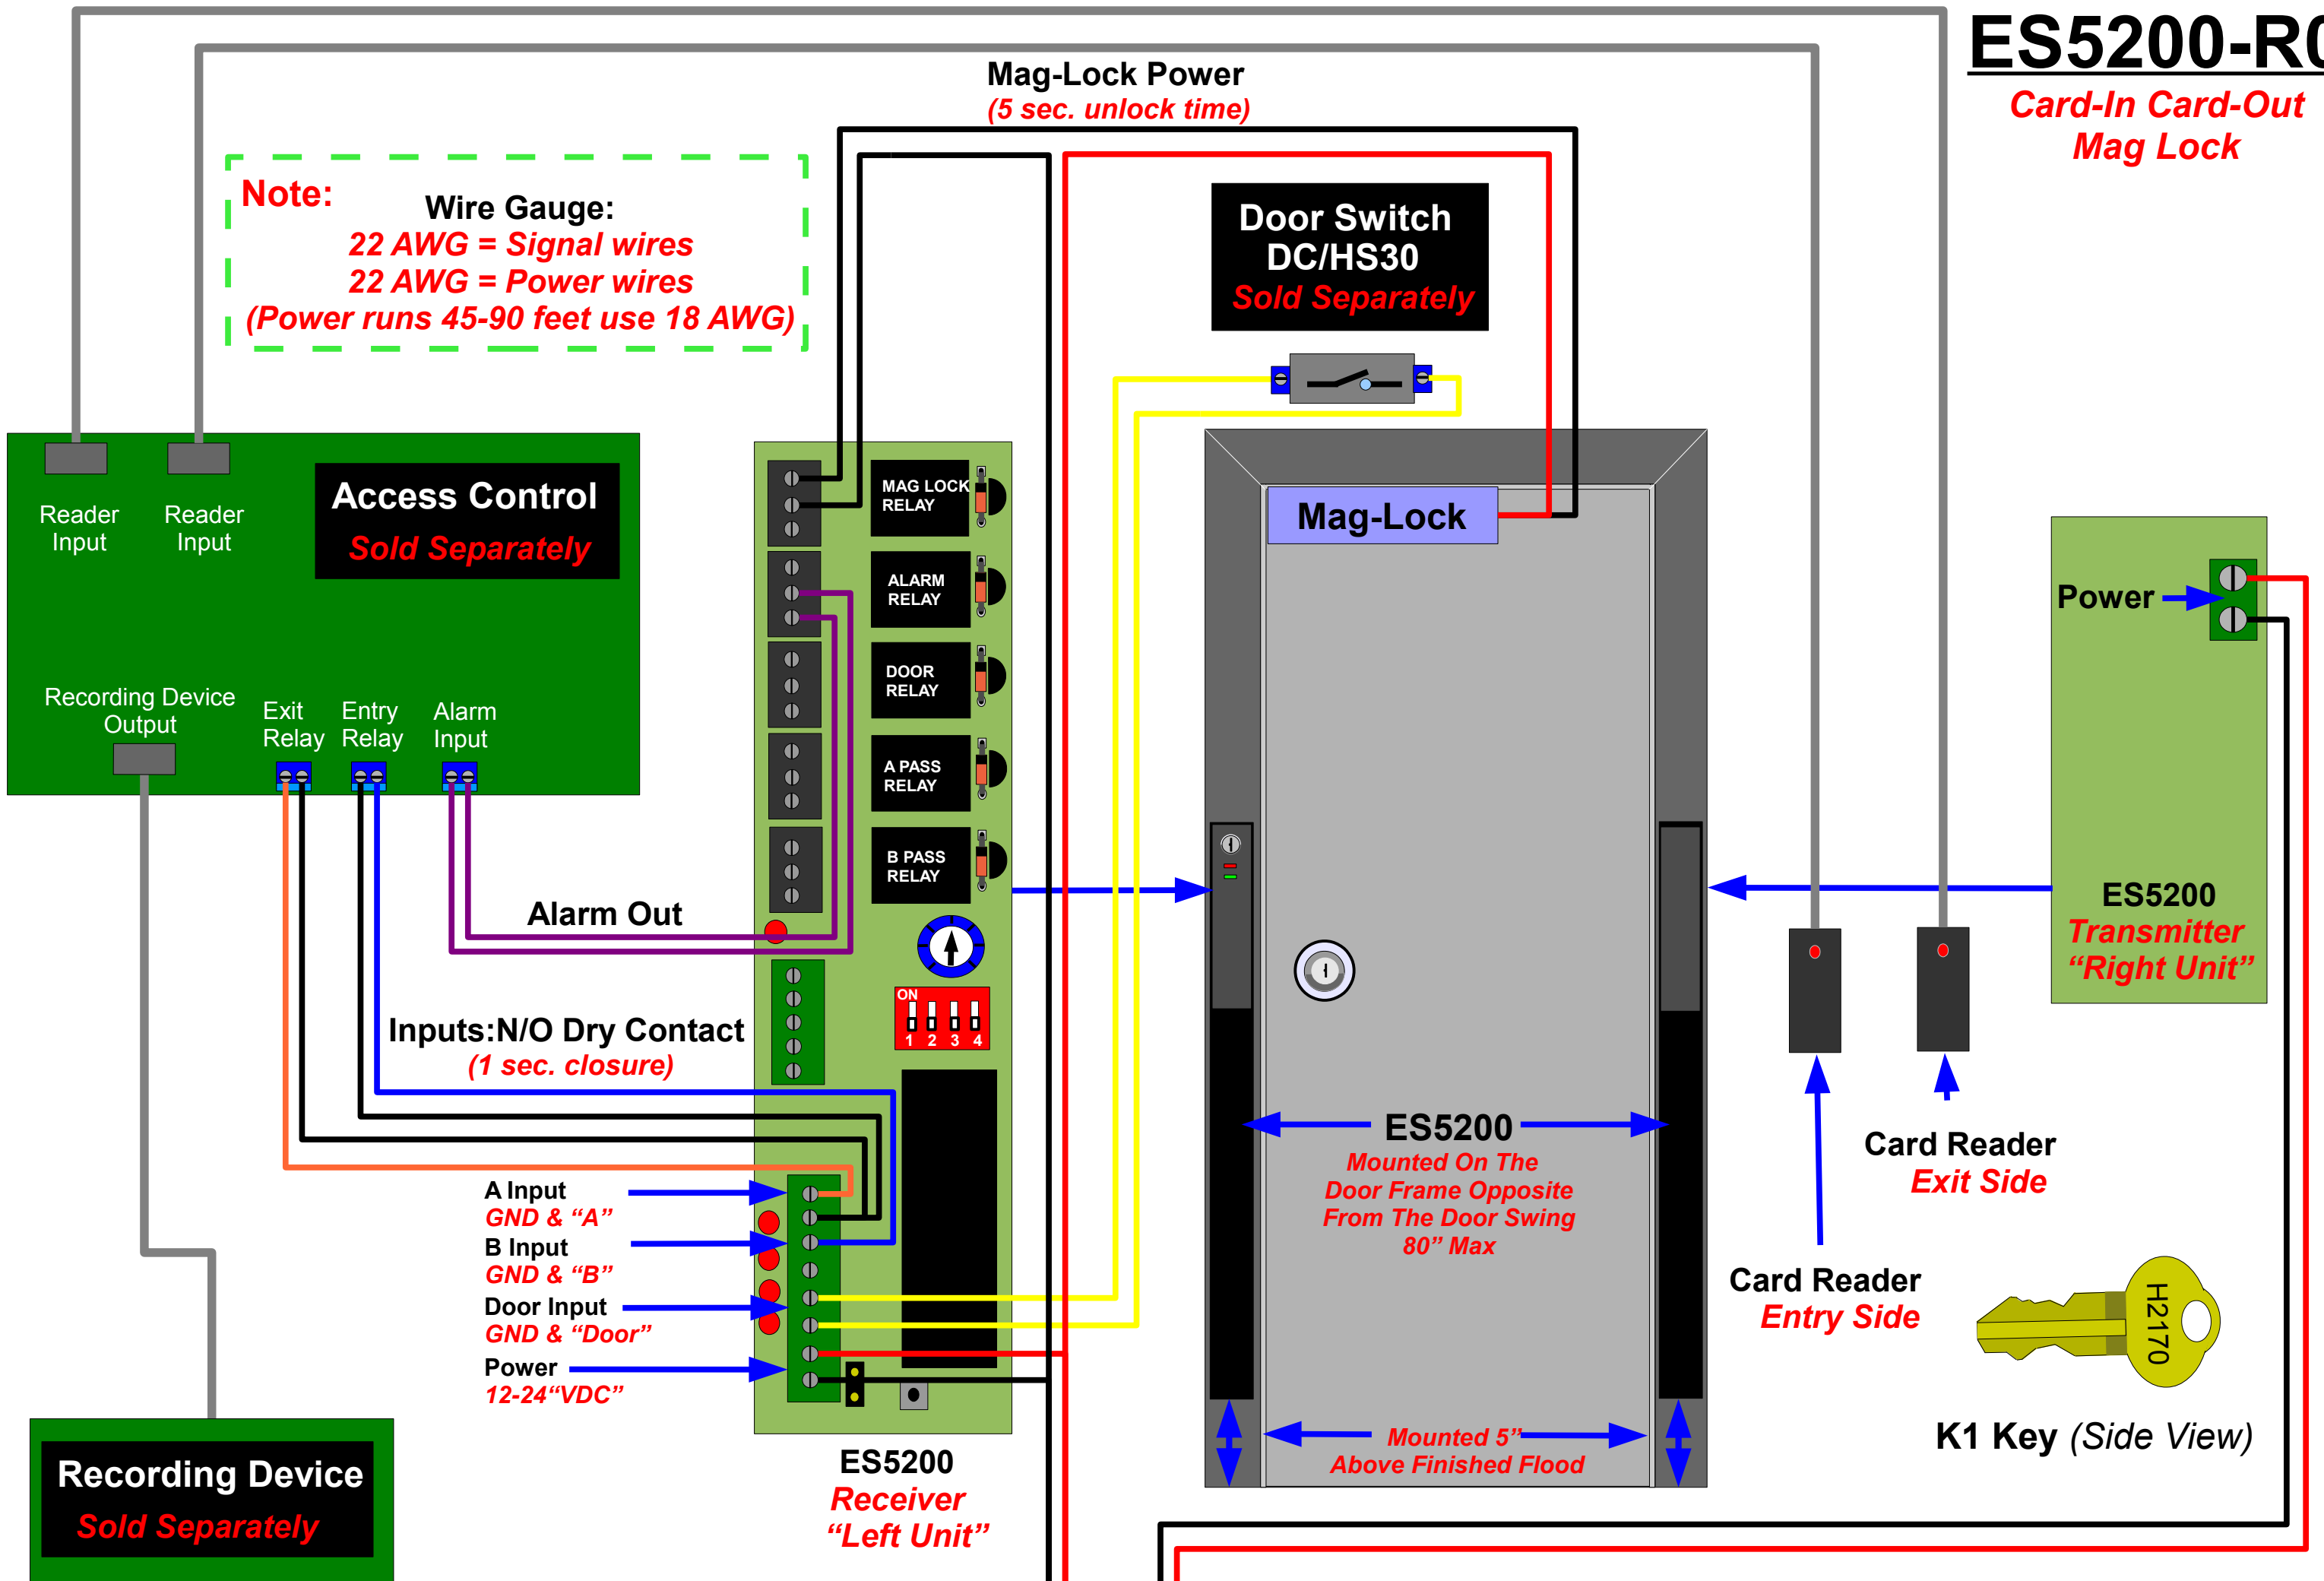 ES5200-R0
Card-In Card-Out
Mag Lock
Mag-Lock Power
(5 sec. unlock time)
Note:
Wire Gauge:
22 AWG = Signal wires
22 AWG = Power wires
(Power runs 45-90 feet use 18 AWG)
Door Switch
DC/HS30
Sold Separately
Reader
Input
Reader
Input
Access Control
Sold Separately
Recording Device
Output
Exit
Relay
Entry
Relay
Alarm
Input
MAG LOCK
RELAY
ALARM
RELAY
DOOR
RELAY
A PASS
RELAY
B PASS
RELAY
ON
1 2 3 4
Mag-Lock
Power
ES5200
Transmitter
“Right Unit”
Alarm Out
Inputs:N/O Dry Contact
(1 sec. closure)
A Input
GND & “A”
B Input
GND & “B”
Door Input
GND & “Door”
Power
12-24“VDC”
ES5200
Mounted On The
Door Frame Opposite
From The Door Swing
80” Max
Mounted 5”
Above Finished Flood
Card Reader
Exit Side
Card Reader
Entry Side
H2170
K1 Key (Side View)
ES5200
Receiver
“Left Unit”
Recording Device
Sold Separately